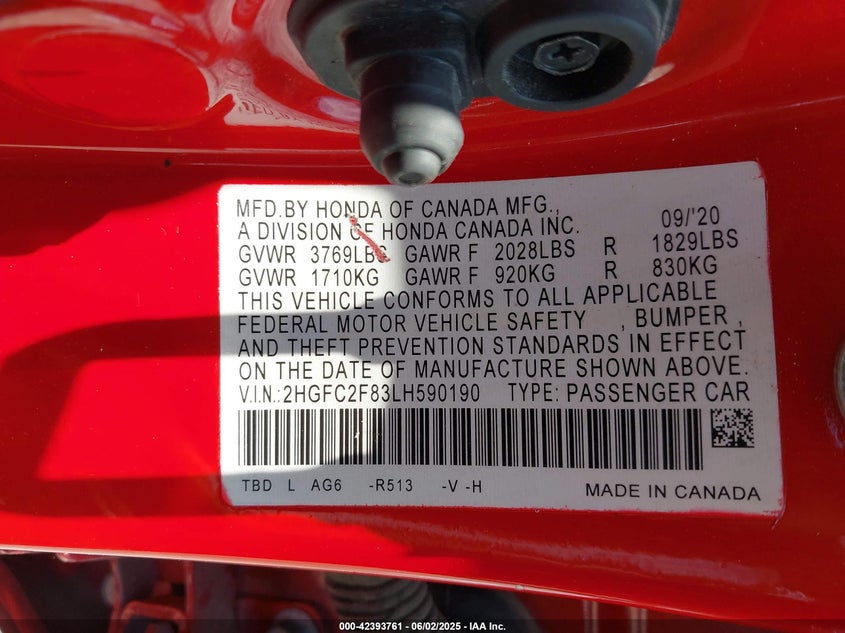 MFD.BY HONDA OF CANADA MFG., 09/'20
A DIVISION OF HONDA CANADA INC.
GVWR 3769LBS GAWR F 2028LBS R 1829LBS
GVWR 1710KG GAWR F 920KG R 830KG
THIS VEHICLE CONFORMS TO ALL APPLICABLE
FEDERAL MOTOR VEHICLE SAFETY , BUMPER ,
AND THEFT PREVENTION STANDARDS IN EFFECT
ON THE DATE OF MANUFACTURE SHOWN ABOVE.
V.I.N.:2HGFC2F83LH590190 TYPE: PASSENGER CAR
TBD L AG6 -R513 -V -H
MADE IN CANADA
000-42393761 - 06/02/2025 - IAA Inc.